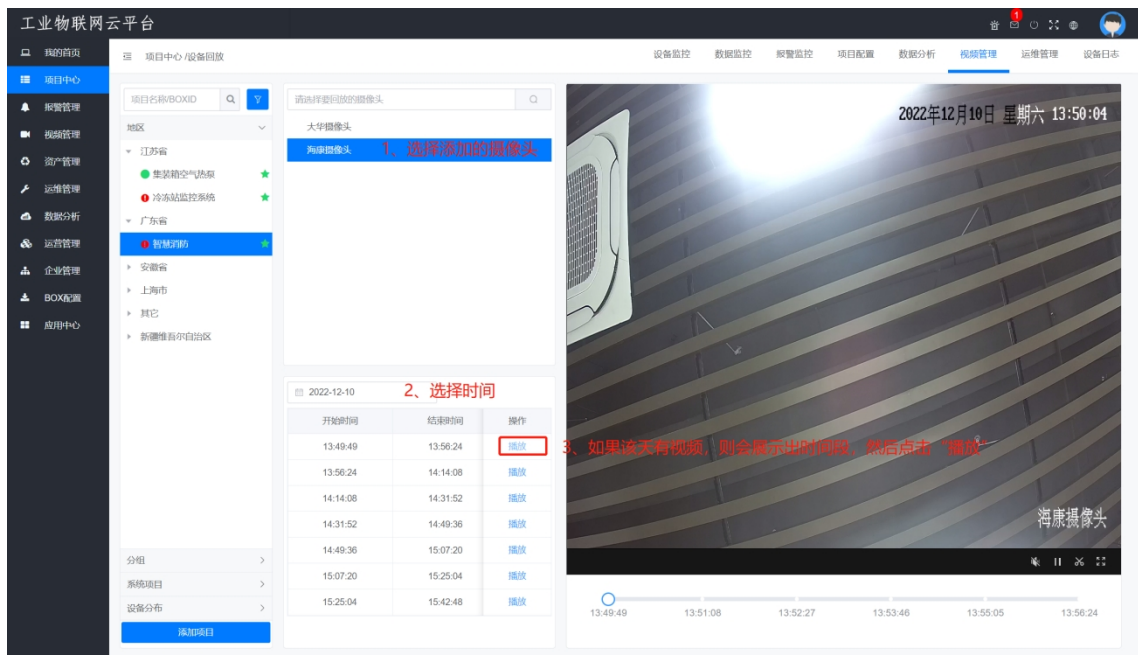 工业物联网云平台
1
我的首页
项目中心
报警管理
视频管理
资产管理
运维管理
数据分析
运营管理
企业管理
BOX配置
应用中心
项目中心 /设备回放
设备监控 数据监控 报警监控 项目配置 数据分析 视频管理 运维管理 设备日志
项目名称/BOXID
地区
江苏省
集装箱空气热泵
冷冻站监控系统
广东省
智慧消防
安徽省
上海市
其它
新疆维吾尔自治区
分组
系统项目
设备分布
添加项目
请选择要回放的摄像头
大华摄像头
海康摄像头 1、选择添加的摄像头
2022-12-10 2、选择时间
开始时间 结束时间 操作
13:49:49 13:56:24 播放
13:56:24 14:14:08 播放
14:14:08 14:31:52 播放
14:31:52 14:49:36 播放
14:49:36 15:07:20 播放
15:07:20 15:25:04 播放
15:25:04 15:42:48 播放
2022年12月10日 星期六 13:50:04
3、如果该天有视频，则会展示出时间段，然后点击“播放”
海康摄像头
13:49:49 13:51:08 13:52:27 13:53:46 13:55:05 13:56:24